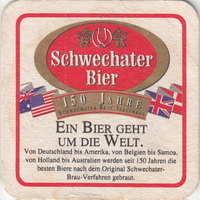 Schwechater
Bier
150 JAHRE
EIN BIER GEHT
UM DIE WELT.
Von Deutschland bis Amerika, von Belgien bis Samoa,
von Holland bis Australien werden seit 150 Jahren die
besten Biere nach dem Original Schwechater-
Brau-Verfahren gebraut.